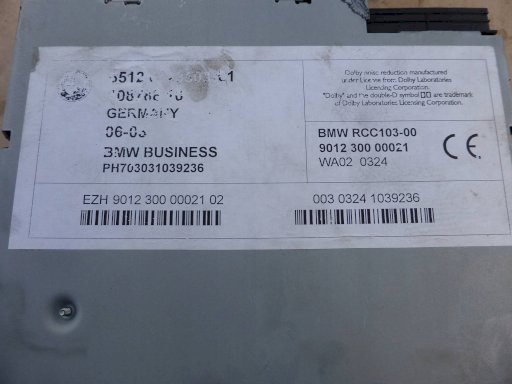 GERMANY
06-03
BMW BUSINESS
PH703031039236
EZH 9012 300 00021 02
Dolby noise reduction manufactured
under License from Dolby Laboratories
Licensing Corporation.
"Dolby" and the double-D symbol are trademark
of Dolby Laboratories Licensing Corporation.
BMW RCC103-00
9012 300 00021
WA02 0324
CE
003 0324 1039236